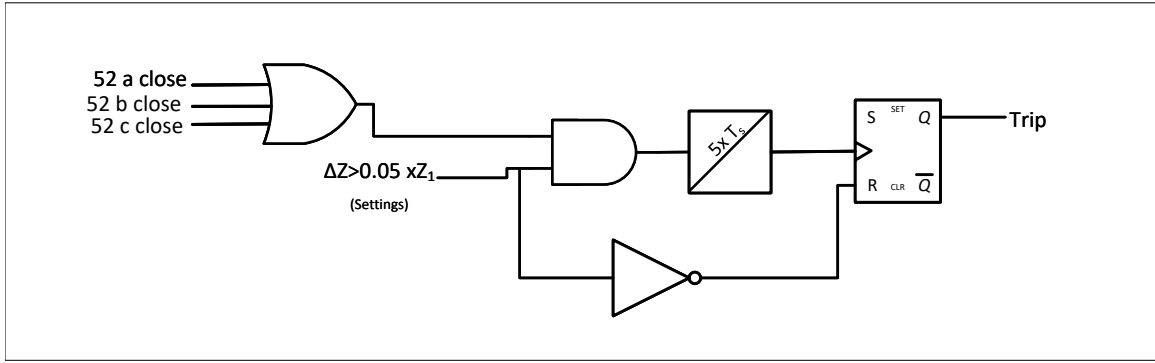 52 a close
52 b close
52 c close
ΔZ>0.05 xZ₁
(Settings)
5x Tₛ
S SET Q
Trip
R CLR Q̅